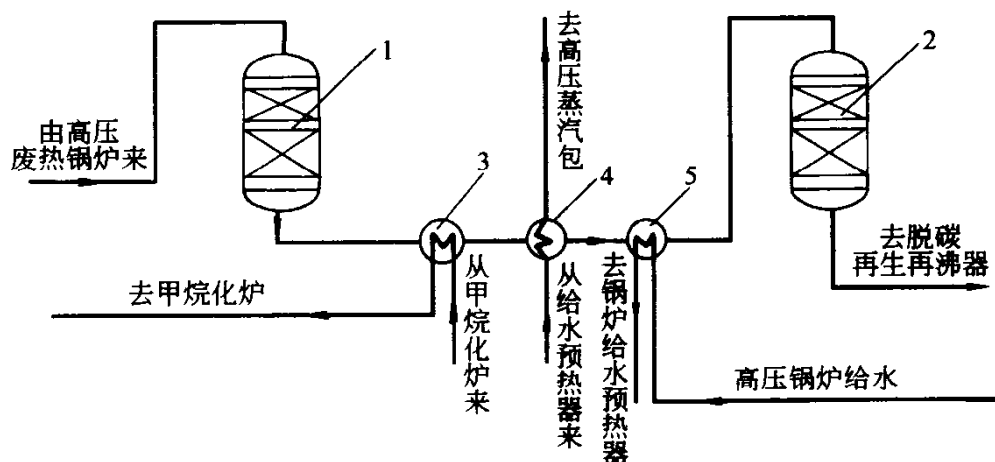 由高压
废热锅炉来
1
去高压蒸汽包
2
3
4
5
去脱碳
再生再沸器
去甲烷化炉
从甲烷化炉来
从给水预热器来
去锅炉给水预热器
高压锅炉给水